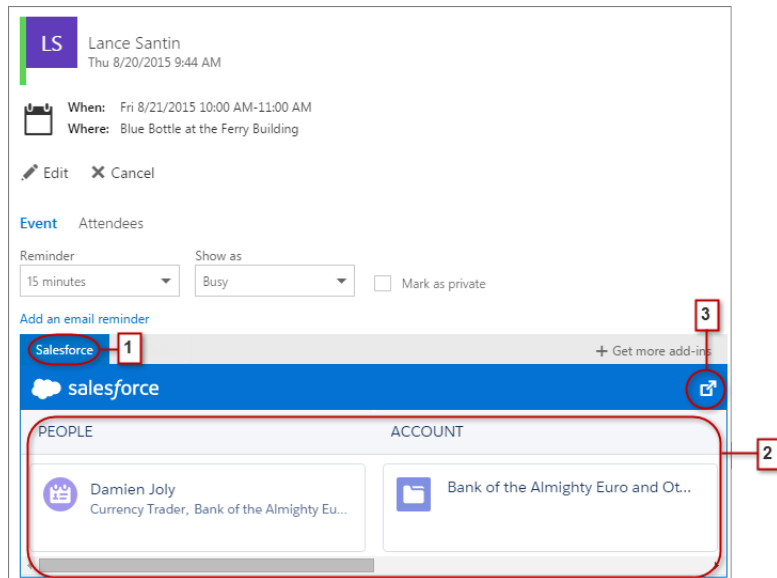 LS
Lance Santin
Thu 8/20/2015 9:44 AM
When: Fri 8/21/2015 10:00 AM-11:00 AM
Where: Blue Bottle at the Ferry Building
Edit Cancel
Event Attendees
Reminder Show as
15 minutes Busy Mark as private
Add an email reminder
3
Salesforce 1 + Get more add-ins
salesforce
PEOPLE ACCOUNT
2
Damien Joly Bank of the Almighty Euro and Ot...
Currency Trader, Bank of the Almighty Eu...